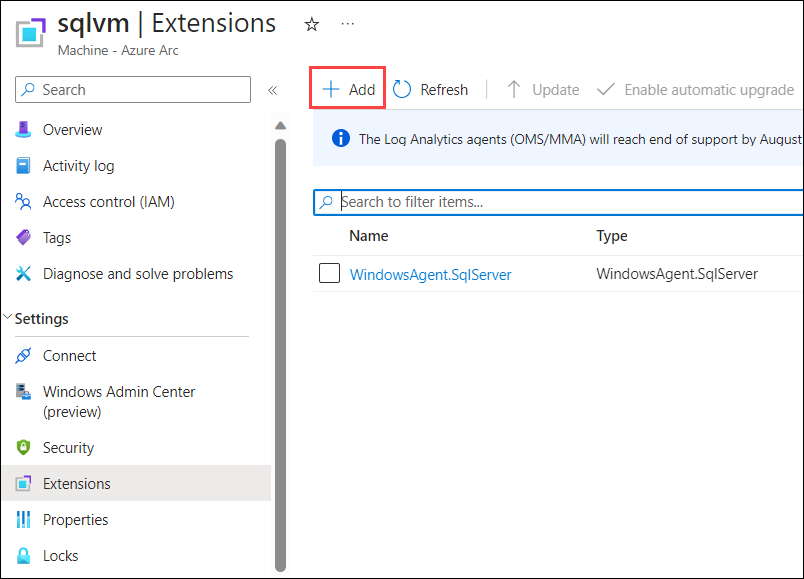 sqlvm | Extensions
Machine - Azure Arc
Search
Overview
Activity log
Access control (IAM)
Tags
Diagnose and solve problems
Settings
Connect
Windows Admin Center
(preview)
Security
Extensions
Properties
Locks
Add Refresh Update Enable automatic upgrade
The Log Analytics agents (OMS/MMA) will reach end of support by August
Search to filter items...
Name Type
WindowsAgent.SqlServer WindowsAgent.SqlServer